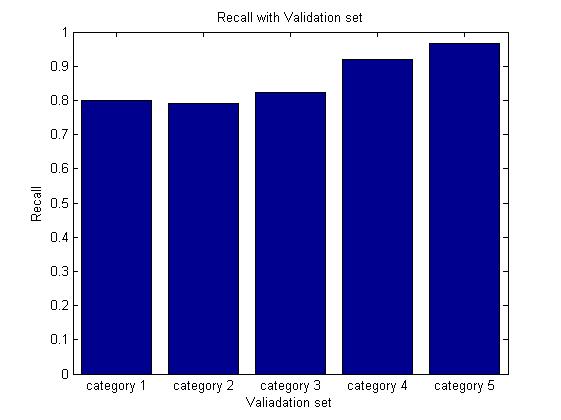 Recall with Validation set
1
0.9
0.8
0.7
0.6
0.5
0.4
0.3
0.2
0.1
0
Recall
category 1 category 2 category 3 category 4 category 5
Valiadation set